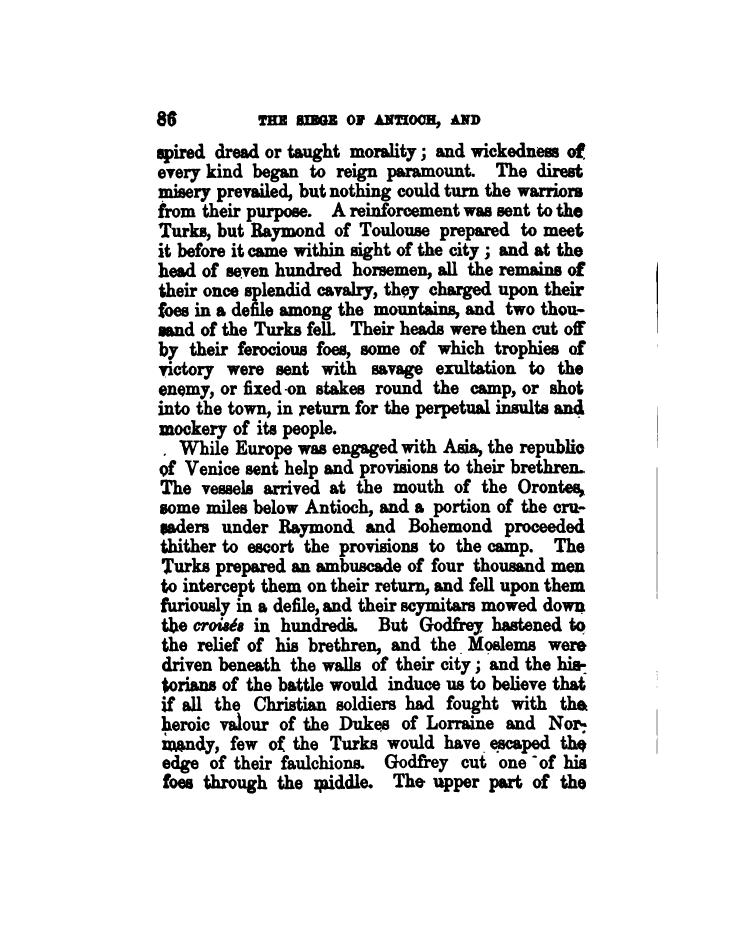 86 THE SIEGE OF ANTIOCH, AND
spired dread or taught morality; and wickedness of
every kind began to reign paramount. The direst
misery prevailed, but nothing could turn the warriors
from their purpose. A reinforcement was sent to the
Turks, but Raymond of Toulouse prepared to meet
it before it came within sight of the city; and at the
head of seven hundred horsemen, all the remains of
their once splendid cavalry, they charged upon their
foes in a defile among the mountains, and two thou-
sand of the Turks fell. Their heads were then cut off
by their ferocious foes, some of which trophies of
victory were sent with savage exultation to the
enemy, or fixed on stakes round the camp, or shot
into the town, in return for the perpetual insults and
mockery of its people.
While Europe was engaged with Asia, the republic
of Venice sent help and provisions to their brethren.
The vessels arrived at the mouth of the Orontes,
some miles below Antioch, and a portion of the cru-
saders under Raymond and Bohemond proceeded
thither to escort the provisions to the camp. The
Turks prepared an ambuscade of four thousand men
to intercept them on their return, and fell upon them
furiously in a defile, and their scymitars mowed down
the croisés in hundreds. But Godfrey hastened to
the relief of his brethren, and the Moslems were
driven beneath the walls of their city; and the his-
torians of the battle would induce us to believe that
if all the Christian soldiers had fought with the
heroic valour of the Dukes of Lorraine and Nor-
mandy, few of the Turks would have escaped the
edge of their faulchions. Godfrey cut one of his
foes through the middle. The upper part of the